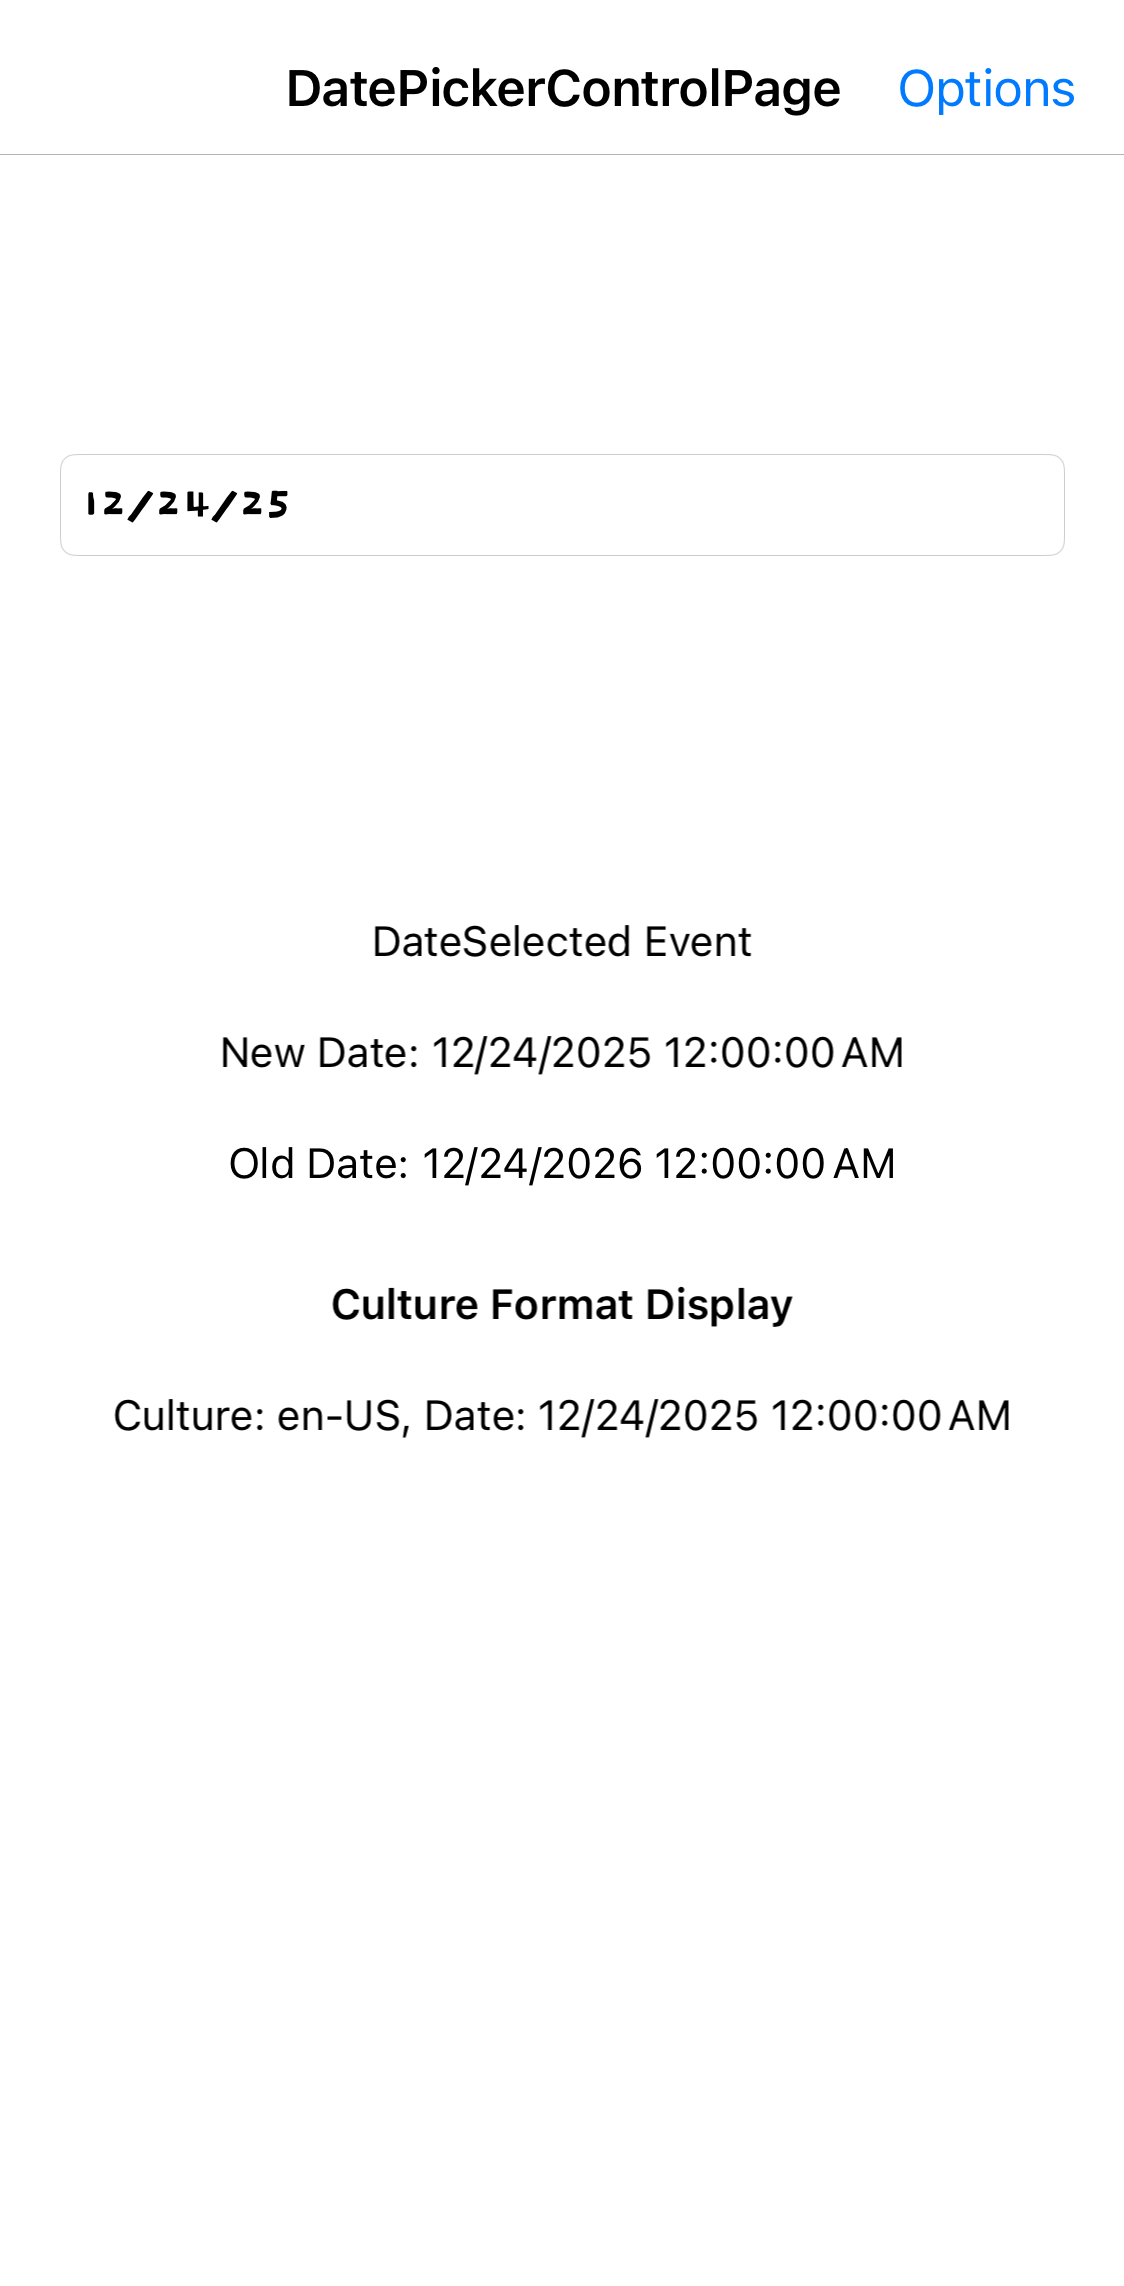 DatePickerControlPage
Options
12/24/25
DateSelected Event
New Date: 12/24/2025 12:00:00 AM
Old Date: 12/24/2026 12:00:00 AM
Culture Format Display
Culture: en-US, Date: 12/24/2025 12:00:00 AM